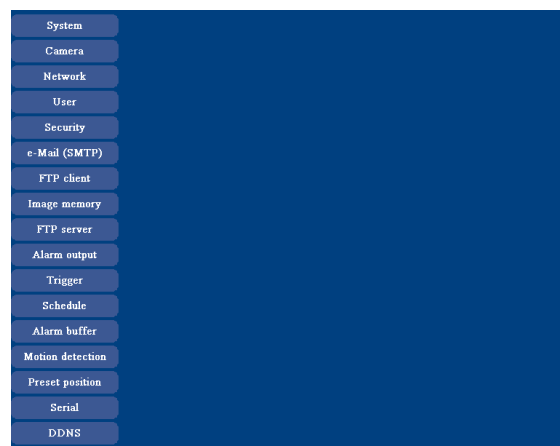 System
Camera
Network
User
Security
e-Mail (SMTP)
FTP client
Image memory
FTP server
Alarm output
Trigger
Schedule
Alarm buffer
Motion detection
Preset position
Serial
DDNS